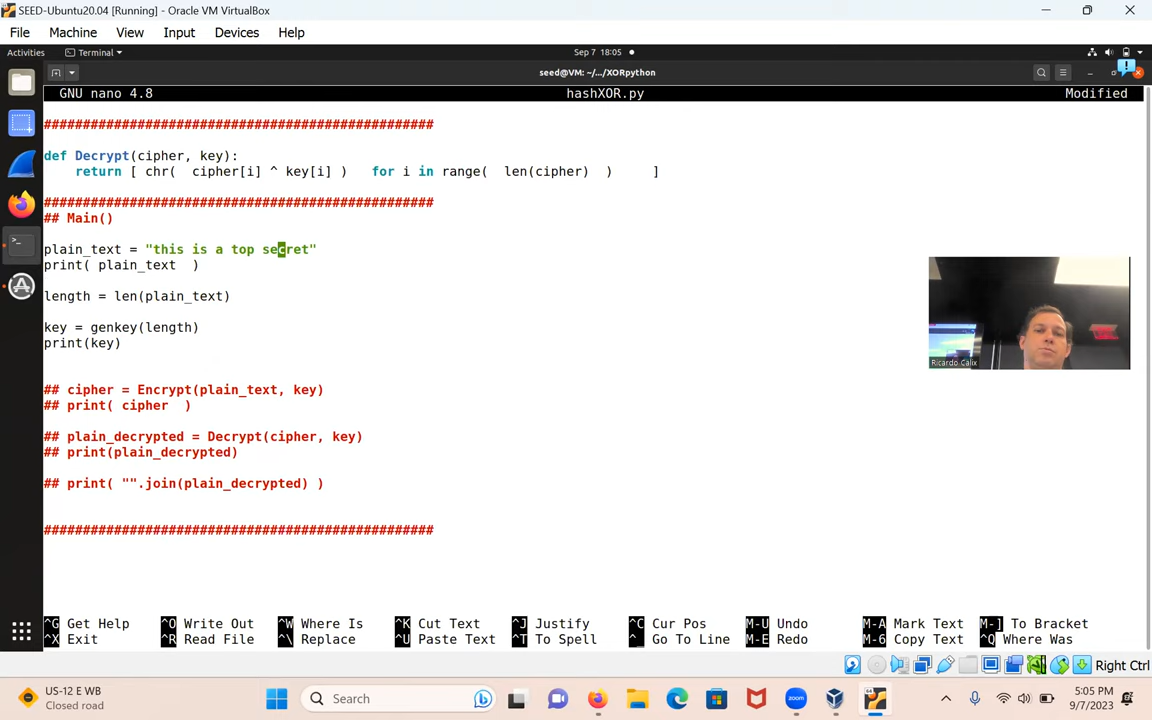 SEED-Ubuntu20.04 [Running] - Oracle VM VirtualBox
File Machine View Input Devices Help
Activities Terminal Sep 7 18:05
seed@VM: ~/.../XORpython
GNU nano 4.8 hashXOR.py Modified
##################################################
def Decrypt(cipher, key):
return [ chr( cipher[i] ^ key[i] ) for i in range( len(cipher) ) ]
##################################################
## Main()
plain_text = "this is a top secret"
print( plain_text )
length = len(plain_text)
key = genkey(length)
print(key)
## cipher = Encrypt(plain_text, key)
## print( cipher )
## plain_decrypted = Decrypt(cipher, key)
## print(plain_decrypted)
## print( "".join(plain_decrypted) )
##################################################
Ricardo Calix
^G Get Help ^O Write Out ^W Where Is ^K Cut Text ^J Justify ^C Cur Pos M-U Undo M-A Mark Text M-] To Bracket
^X Exit ^R Read File ^\ Replace ^U Paste Text ^T To Spell ^_ Go To Line M-E Redo M-6 Copy Text ^Q Where Was
Right Ctrl
US-12 E WB
Closed road
Search
5:05 PM
9/7/2023